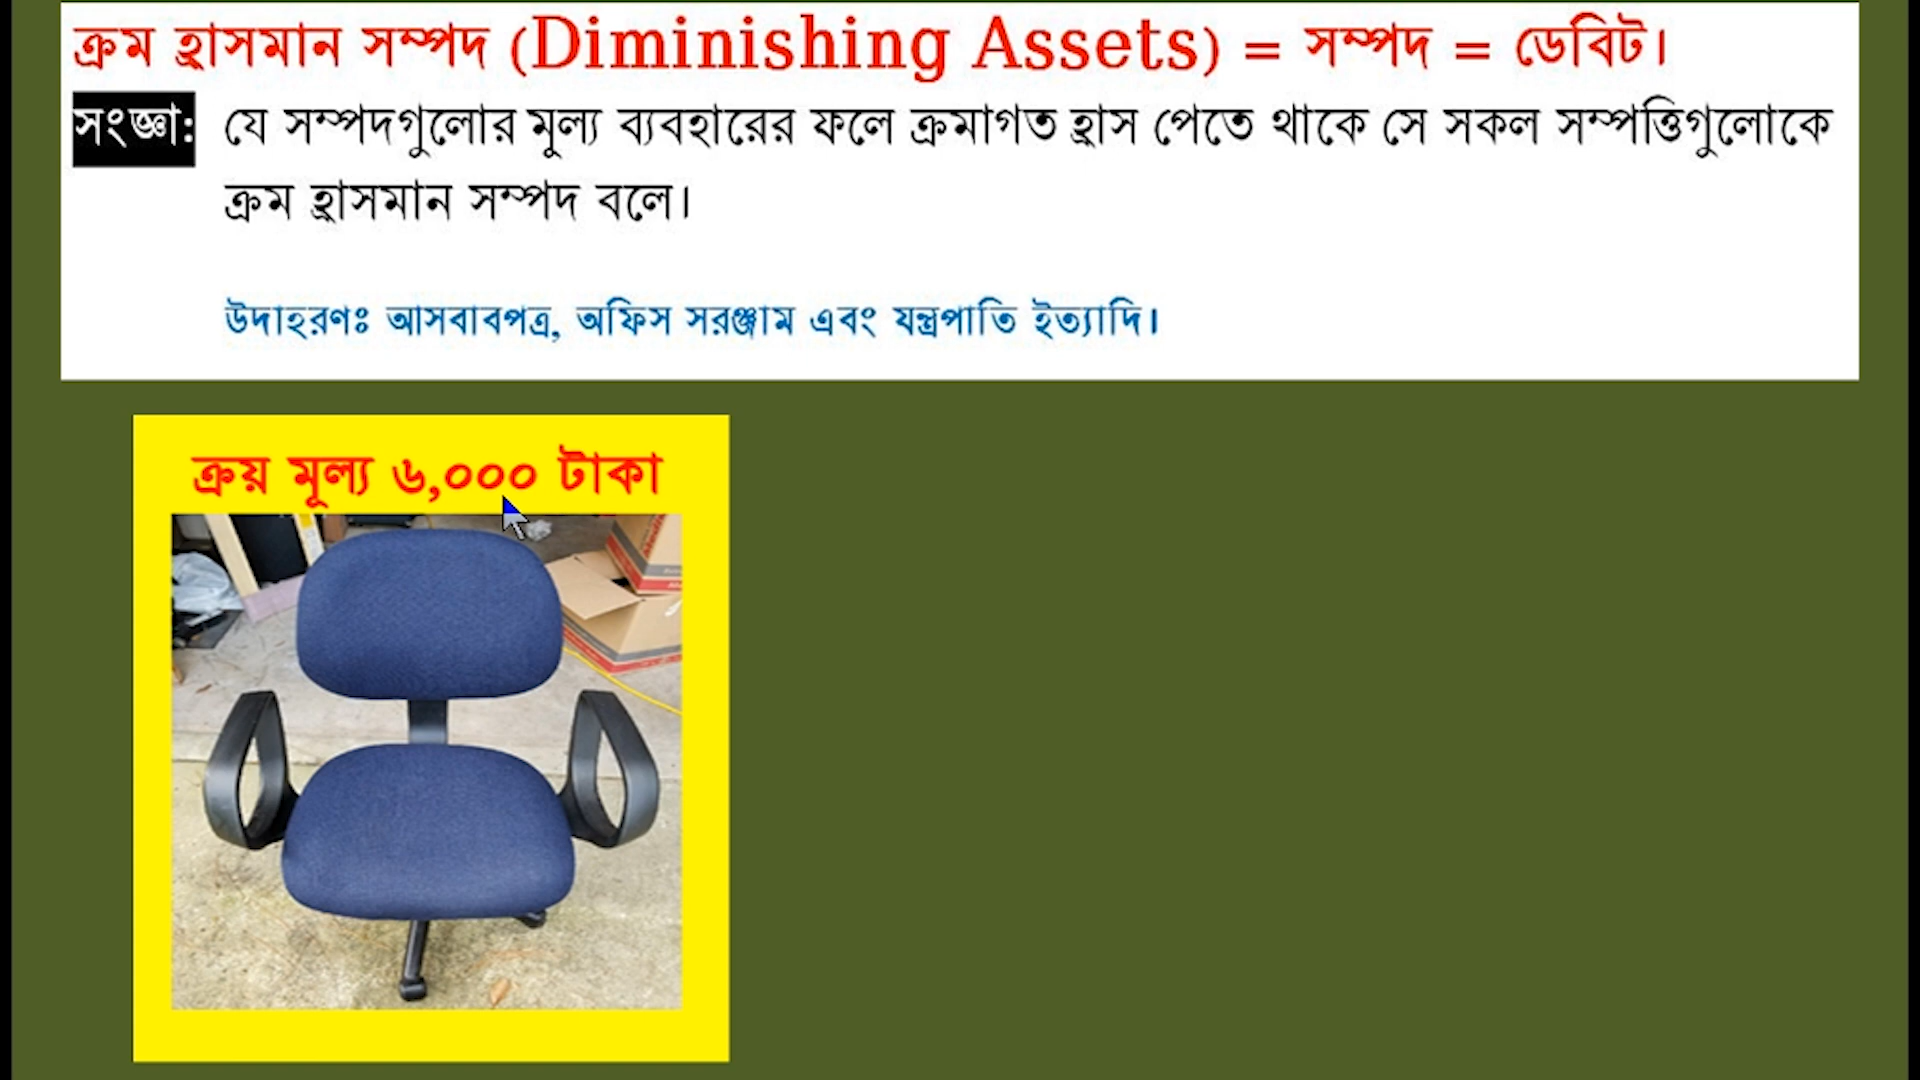 ক্রম হ্রাসমান সম্পদ (Diminishing Assets) = সম্পদ = ডেবিট।
সংজ্ঞা: যে সম্পদগুলোর মূল্য ব্যবহারের ফলে ক্রমাগত হ্রাস পেতে থাকে সে সকল সম্পত্তিগুলোকে
ক্রম হ্রাসমান সম্পদ বলে।
উদাহরণঃ আসবাবপত্র, অফিস সরঞ্জাম এবং যন্ত্রপাতি ইত্যাদি।
ক্রয় মূল্য ৬,০০০ টাকা